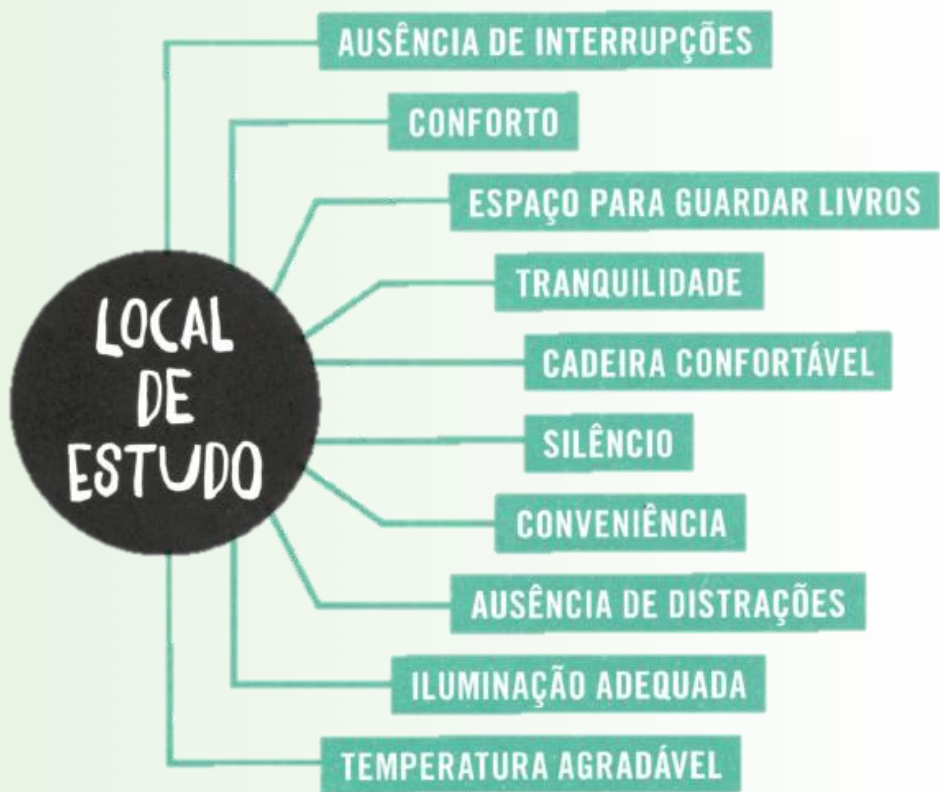 AUSÊNCIA DE INTERRUPÇÕES
CONFORTO
ESPAÇO PARA GUARDAR LIVROS
TRANQUILIDADE
LOCAL
DE
ESTUDO
CADEIRA CONFORTÁVEL
SILÊNCIO
CONVENIÊNCIA
AUSÊNCIA DE DISTRAÇÕES
ILUMINAÇÃO ADEQUADA
TEMPERATURA AGRADÁVEL